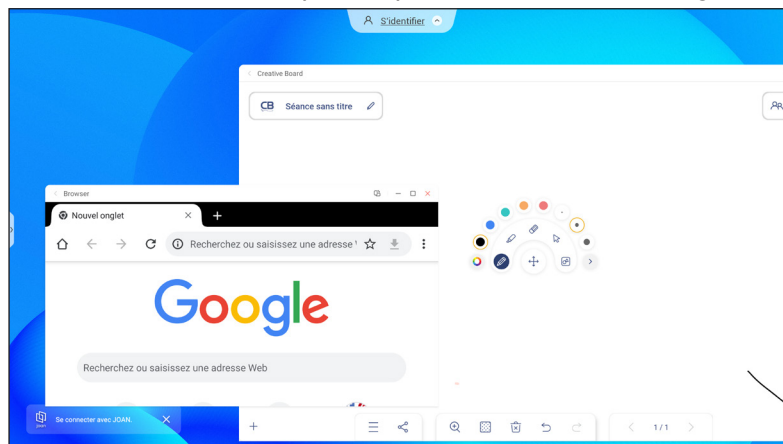 S'identifier
Creative Board
CB Séance sans titre
Browser
Nouvel onglet
Recherchez ou saisissez une adresse
Google
Recherchez ou saisissez une adresse Web
joan
Se connecter avec JOAN.
1/1